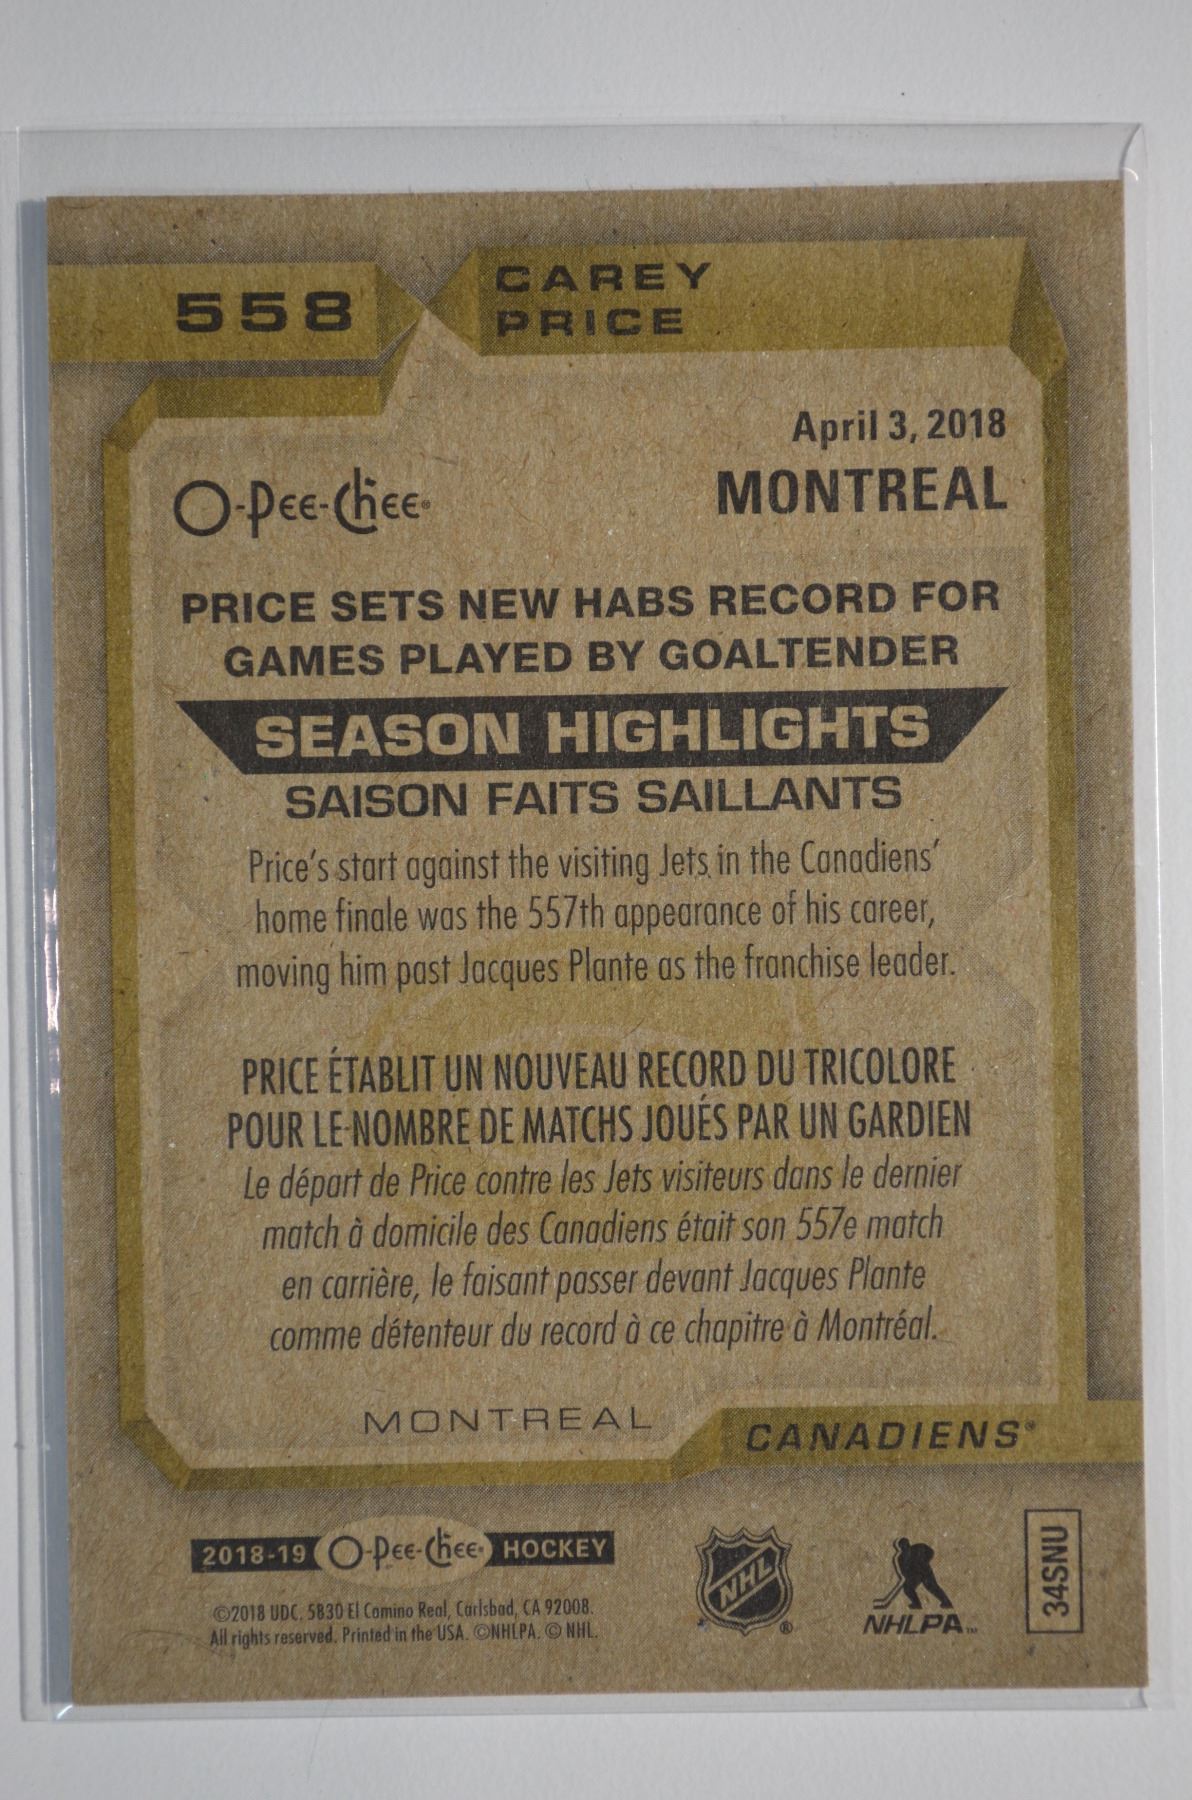 558
CAREY
PRICE
April 3, 2018
O-Pee-Chee®
MONTREAL
PRICE SETS NEW HABS RECORD FOR
GAMES PLAYED BY GOALTENDER
SEASON HIGHLIGHTS
SAISON FAITS SAILLANTS
Price's start against the visiting Jets in the Canadiens'
home finale was the 557th appearance of his career,
moving him past Jacques Plante as the franchise leader.
PRICE ÉTABLIT UN NOUVEAU RECORD DU TRICOLORE
POUR LE NOMBRE DE MATCHS JOUÉS PAR UN GARDIEN
Le départ de Price contre les Jets visiteurs dans le dernier
match à domicile des Canadiens était son 557e match
en carrière, le faisant passer devant Jacques Plante
comme détenteur du record à ce chapitre à Montréal.
MONTREAL
CANADIENS®
2018-19 O-Pee-Chee® HOCKEY
©2018 UDC. 5830 El Camino Real, Carlsbad, CA 92008.
All rights reserved. Printed in the USA. ©NHLPA. © NHL.
NHL®
NHLPA™
34SNU